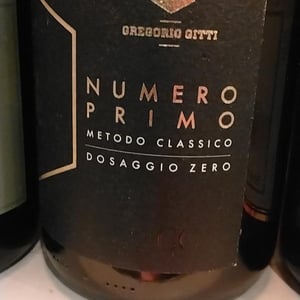 GREGORIO GITTI
NUMERO
PRIMO
METODO CLASSICO
DOSAGGIO ZERO